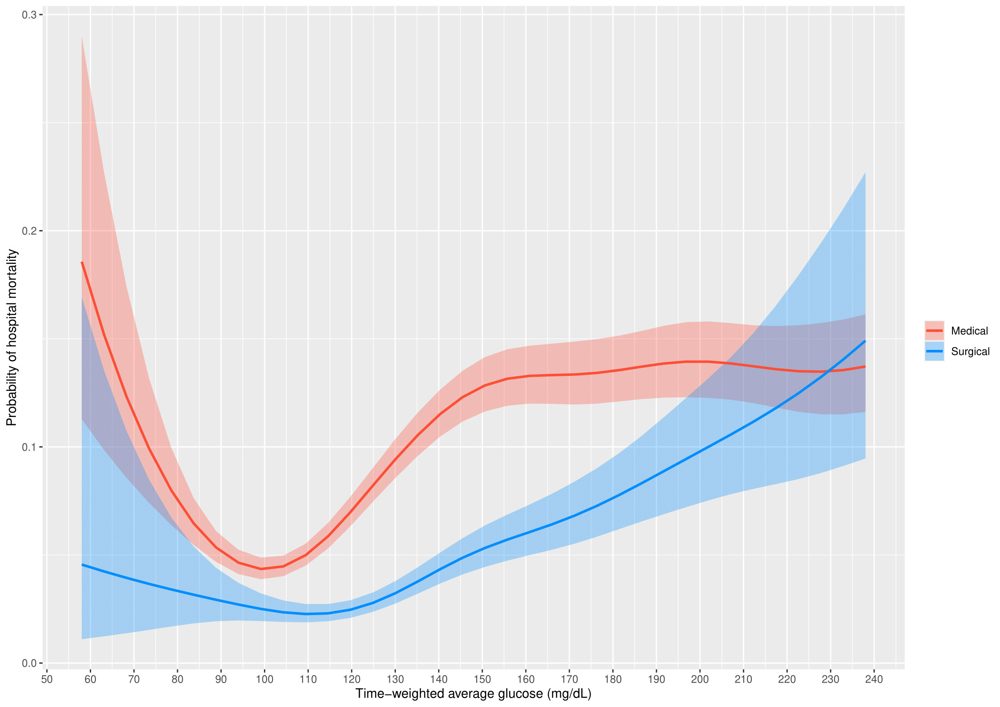 0.3
0.2
0.1
0.0
Probability of hospital mortality
50 60 70 80 90 100 110 120 130 140 150 160 170 180 190 200 210 220 230 240
Time−weighted average glucose (mg/dL)
Medical
Surgical